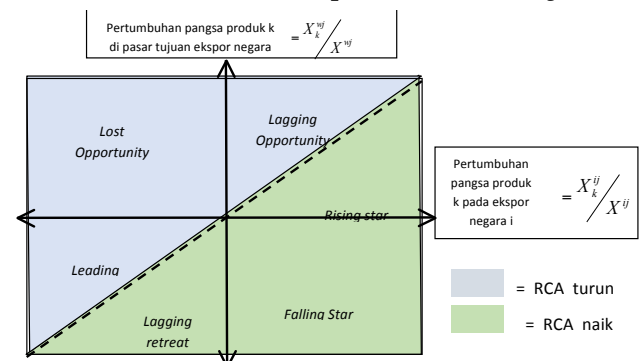 Pertumbuhan pangsa produk k
di pasar tujuan ekspor negara
= X_k^{wj} / X^{wj}
Lost
Opportunity
Lagging
Opportunity
Pertumbuhan
pangsa produk
k pada ekspor
negara i
= X_k^{ij} / X^{ij}
Rising star
Leading
Lagging
retreat
Falling Star
= RCA turun
= RCA naik